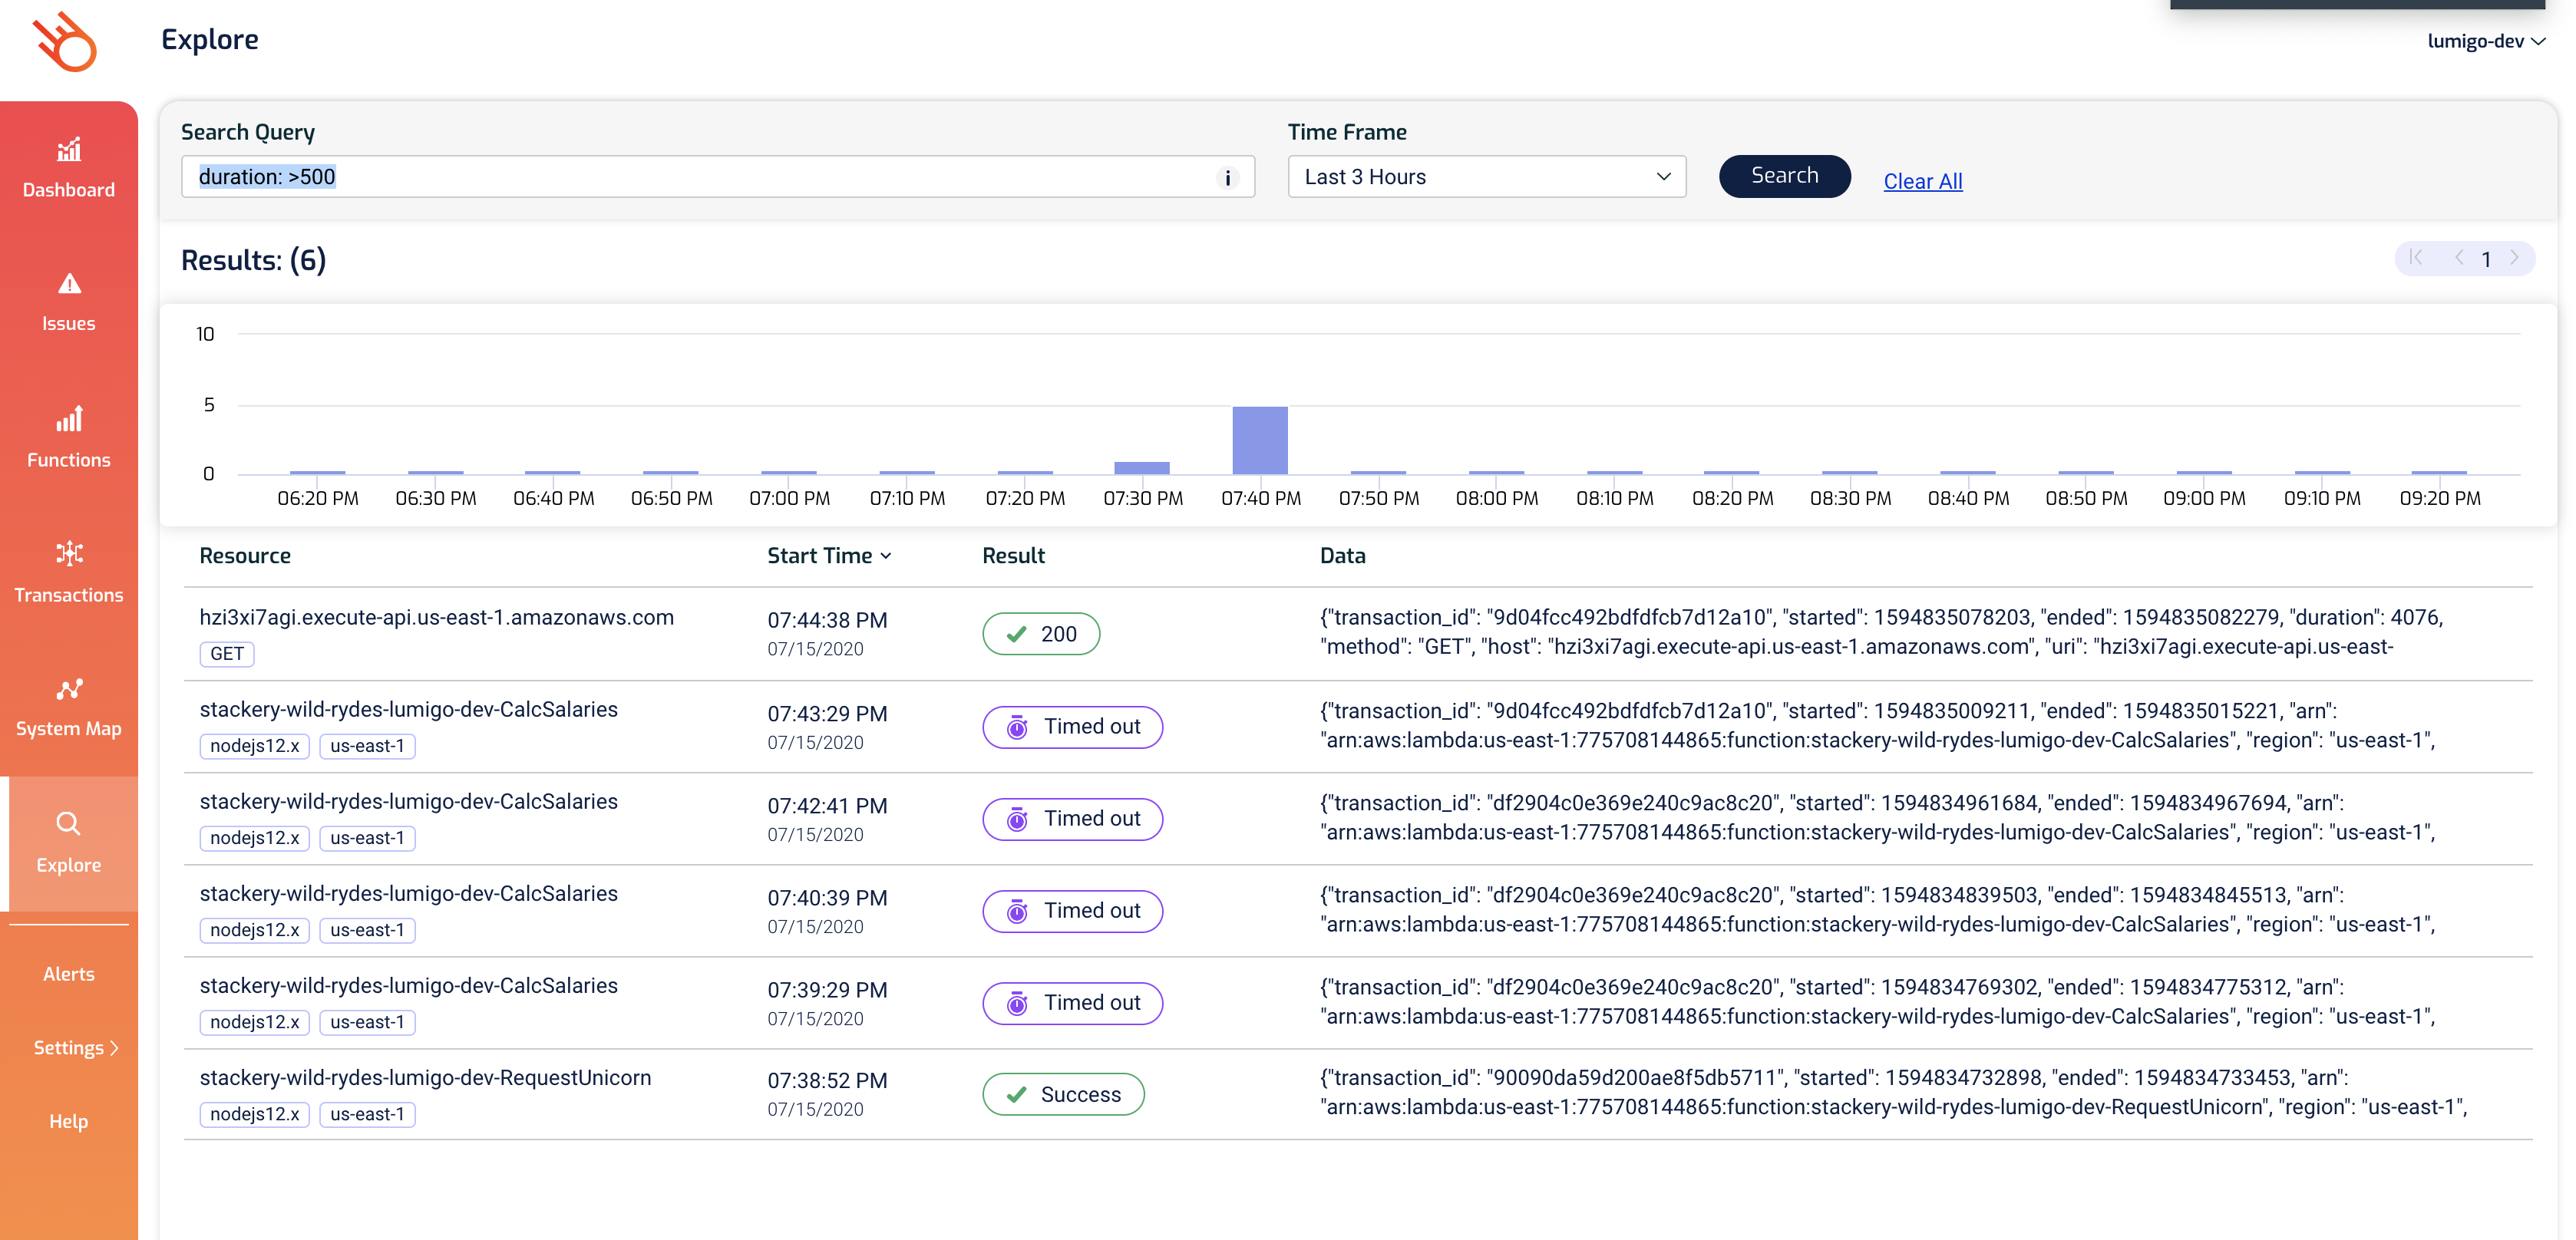 Explore
lumigo-dev
Dashboard
Issues
Functions
Transactions
System Map
Explore
Alerts
Settings
Help
Search Query
Time Frame
duration: >500
i
Last 3 Hours
Search
Clear All
Results: (6)
1
10
5
0
06:20 PM 06:30 PM 06:40 PM 06:50 PM 07:00 PM 07:10 PM 07:20 PM 07:30 PM 07:40 PM 07:50 PM 08:00 PM 08:10 PM 08:20 PM 08:30 PM 08:40 PM 08:50 PM 09:00 PM 09:10 PM 09:20 PM
Resource Start Time Result Data
hzi3xi7agi.execute-api.us-east-1.amazonaws.com
GET
07:44:38 PM
07/15/2020
200
{"transaction_id": "9d04fcc492bdfdfcb7d12a10", "started": 1594835078203, "ended": 1594835082279, "duration": 4076,
"method": "GET", "host": "hzi3xi7agi.execute-api.us-east-1.amazonaws.com", "uri": "hzi3xi7agi.execute-api.us-east-
stackery-wild-rydes-lumigo-dev-CalcSalaries
nodejs12.x us-east-1
07:43:29 PM
07/15/2020
Timed out
{"transaction_id": "9d04fcc492bdfdfcb7d12a10", "started": 1594835009211, "ended": 1594835015221, "arn":
"arn:aws:lambda:us-east-1:775708144865:function:stackery-wild-rydes-lumigo-dev-CalcSalaries", "region": "us-east-1",
stackery-wild-rydes-lumigo-dev-CalcSalaries
nodejs12.x us-east-1
07:42:41 PM
07/15/2020
Timed out
{"transaction_id": "df2904c0e369e240c9ac8c20", "started": 1594834961684, "ended": 1594834967694, "arn":
"arn:aws:lambda:us-east-1:775708144865:function:stackery-wild-rydes-lumigo-dev-CalcSalaries", "region": "us-east-1",
stackery-wild-rydes-lumigo-dev-CalcSalaries
nodejs12.x us-east-1
07:40:39 PM
07/15/2020
Timed out
{"transaction_id": "df2904c0e369e240c9ac8c20", "started": 1594834839503, "ended": 1594834845513, "arn":
"arn:aws:lambda:us-east-1:775708144865:function:stackery-wild-rydes-lumigo-dev-CalcSalaries", "region": "us-east-1",
stackery-wild-rydes-lumigo-dev-CalcSalaries
nodejs12.x us-east-1
07:39:29 PM
07/15/2020
Timed out
{"transaction_id": "df2904c0e369e240c9ac8c20", "started": 1594834769302, "ended": 1594834775312, "arn":
"arn:aws:lambda:us-east-1:775708144865:function:stackery-wild-rydes-lumigo-dev-CalcSalaries", "region": "us-east-1",
stackery-wild-rydes-lumigo-dev-RequestUnicorn
nodejs12.x us-east-1
07:38:52 PM
07/15/2020
Success
{"transaction_id": "90090da59d200ae8f5db5711", "started": 1594834732898, "ended": 1594834733453, "arn":
"arn:aws:lambda:us-east-1:775708144865:function:stackery-wild-rydes-lumigo-dev-RequestUnicorn", "region": "us-east-1",